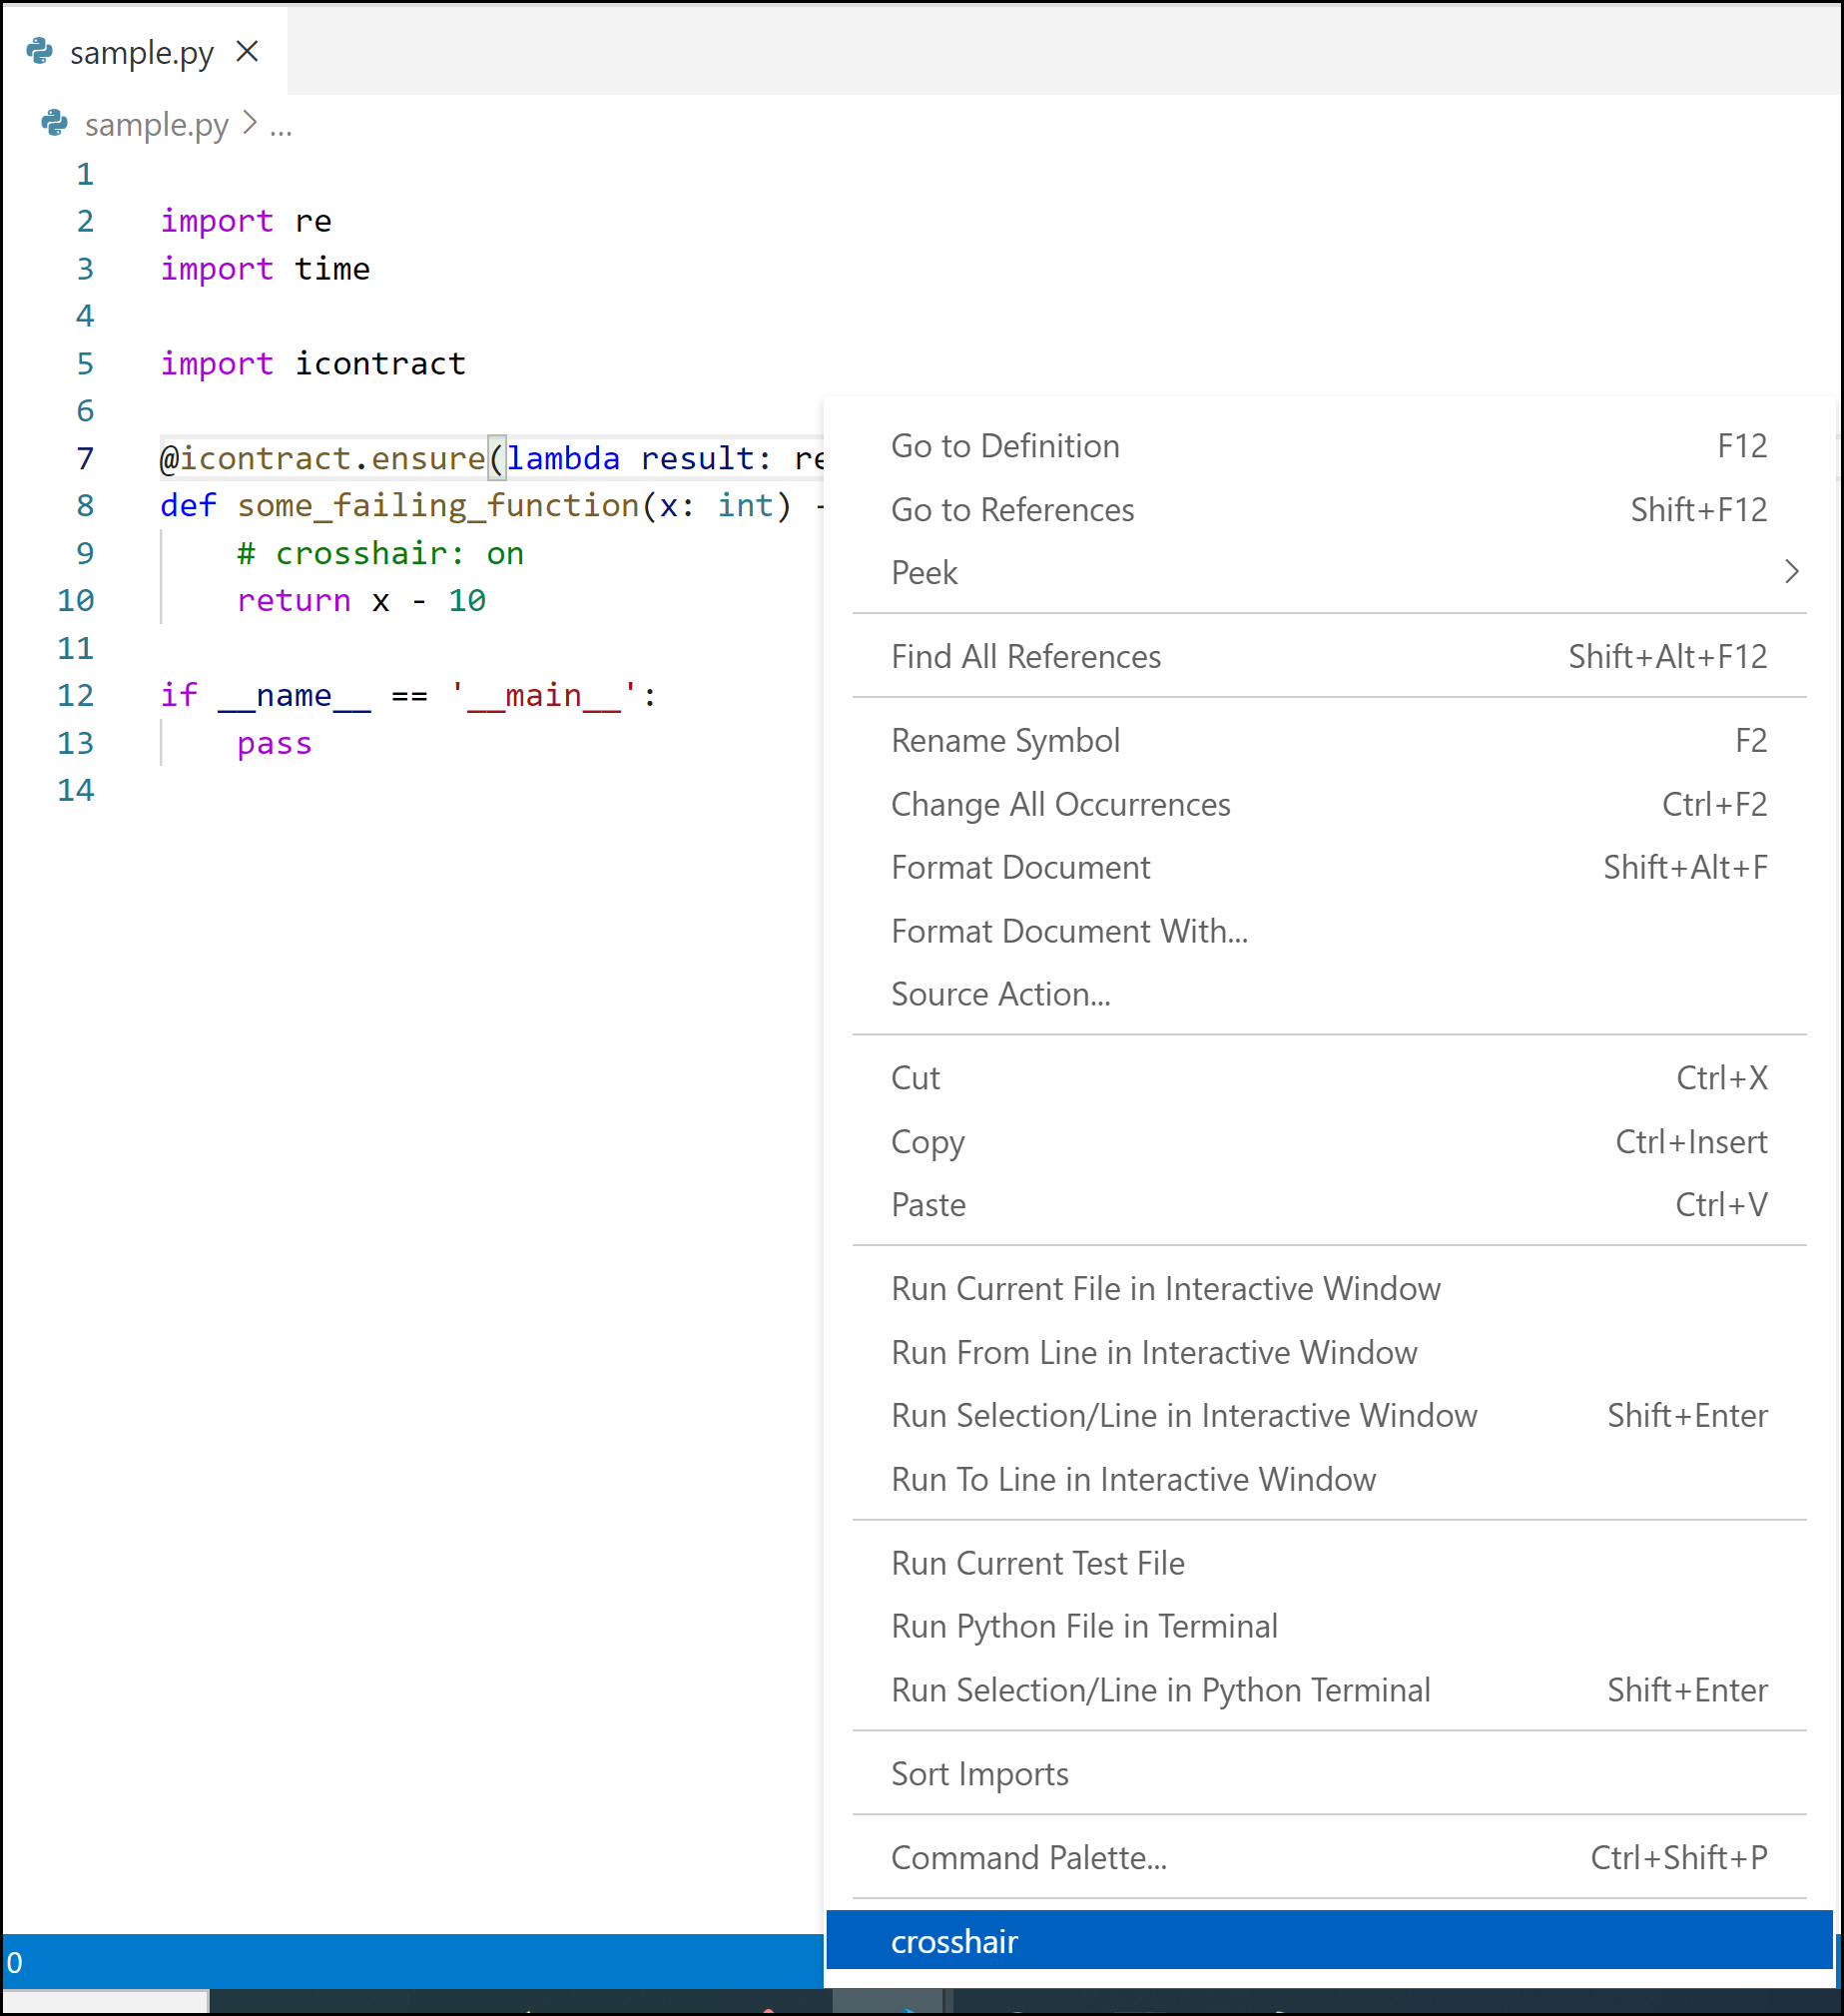 sample.py
sample.py > ...
1
2 import re
3 import time
4
5 import icontract
6
7 @icontract.ensure(lambda result: re
8 def some_failing_function(x: int) -
9 # crosshair: on
10 return x - 10
11
12 if __name__ == '__main__':
13 pass
14
Go to Definition F12
Go to References Shift+F12
Peek
Find All References Shift+Alt+F12
Rename Symbol F2
Change All Occurrences Ctrl+F2
Format Document Shift+Alt+F
Format Document With...
Source Action...
Cut Ctrl+X
Copy Ctrl+Insert
Paste Ctrl+V
Run Current File in Interactive Window
Run From Line in Interactive Window
Run Selection/Line in Interactive Window Shift+Enter
Run To Line in Interactive Window
Run Current Test File
Run Python File in Terminal
Run Selection/Line in Python Terminal Shift+Enter
Sort Imports
Command Palette... Ctrl+Shift+P
crosshair
0